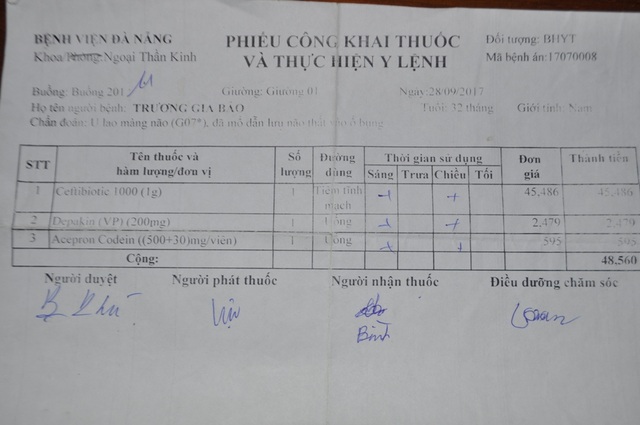 BỆNH VIỆN ĐÀ NẴNG
Khoa Phòng: Ngoại Thần Kinh
PHIẾU CÔNG KHAI THUỐC
VÀ THỰC HIỆN Y LỆNH
Đối tượng: BHYT
Mã bệnh án:17070008
Buồng: Buồng 201 Giường: Giường 01 Ngày:28/09/2017
Họ tên người bệnh: TRƯƠNG GIA BẢO Tuổi: 32 tháng Giới tính: Nam
Chẩn đoán: U lao màng não (G07*), đã mổ dẫn lưu não thất vào ổ bụng
STT Tên thuốc và hàm lượng/đơn vị Số lượng Đường dùng Thời gian sử dụng Đơn giá Thành tiền
Sáng Trưa Chiều Tối
1 Ceftibiotic 1000 (1g) 1 Tiêm tĩnh mạch + + 45,486 45,486
2 Depakin (VP) (200mg) 1 Uống + + 2,479 2,479
3 Acepron Codein ((500+30)mg/viên) 1 Uống + + 595 595
Cộng: 48,560
Người duyệt Người phát thuốc Người nhận thuốc Điều dưỡng chăm sóc